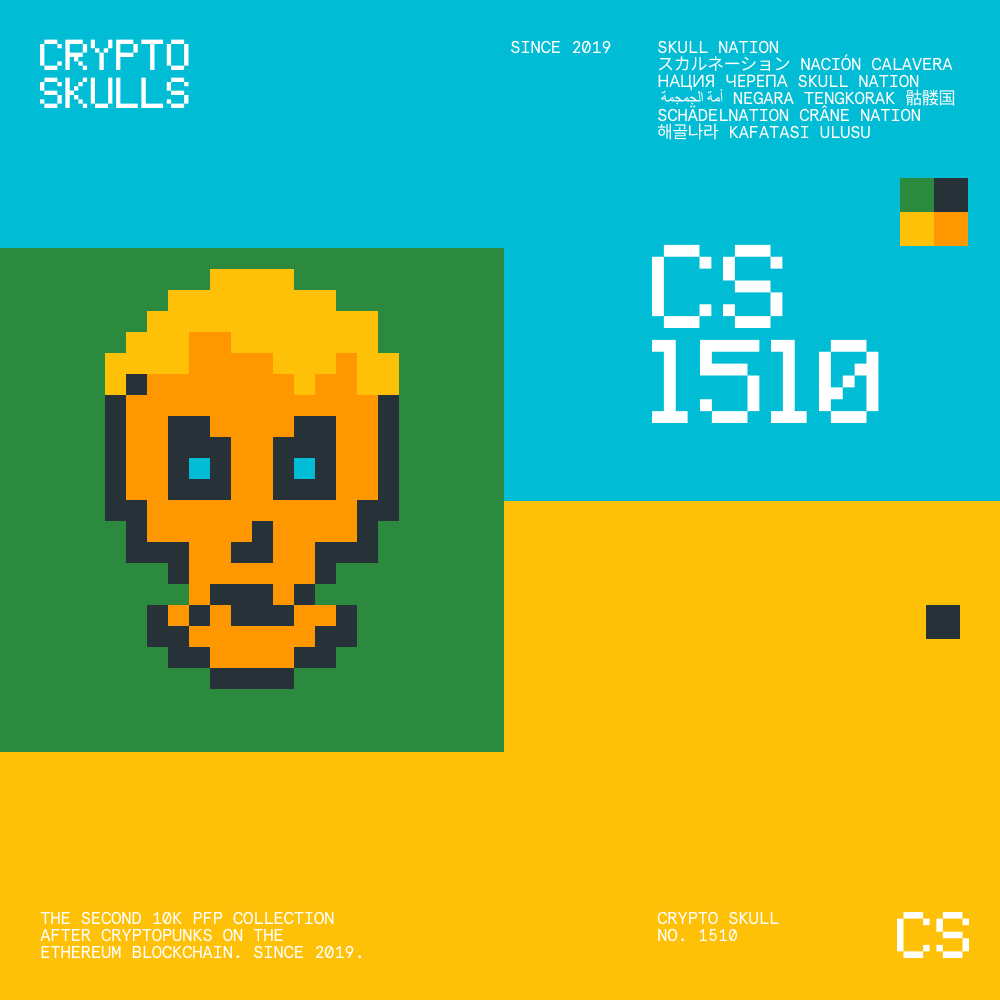 CRYPTO
SKULLS
SINCE 2019
SKULL NATION
スカルネーション NACIÓN CALAVERA
НАЦИЯ ЧЕРЕПА SKULL NATION
أمة الجمجمة NEGARA TENGKORAK 骷髅国
SCHÄDELNATION CRÂNE NATION
해골나라 KAFATASI ULUSU
CS
1510
THE SECOND 10K PFP COLLECTION
AFTER CRYPTOPUNKS ON THE
ETHEREUM BLOCKCHAIN. SINCE 2019.
CRYPTO SKULL
NO. 1510
CS